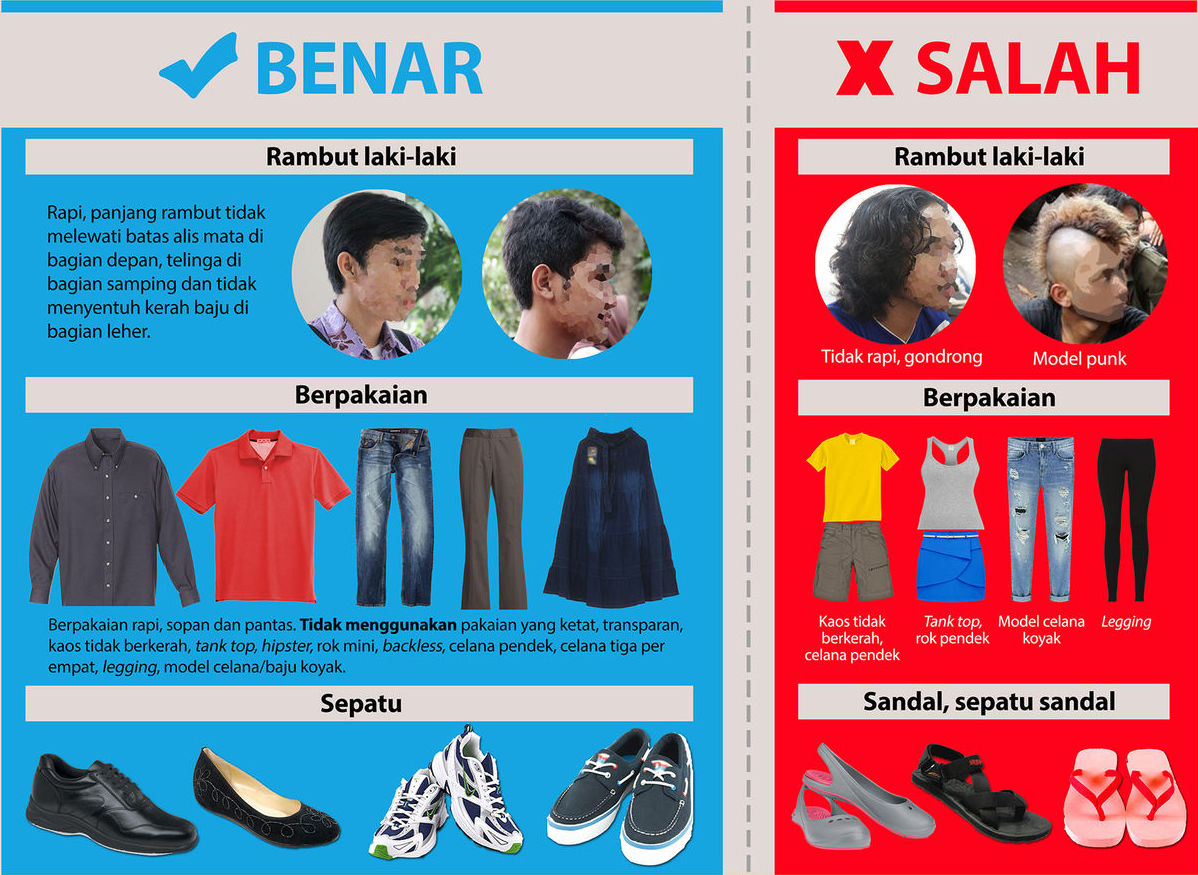 BENAR
Rambut laki-laki
Rapi, panjang rambut tidak
melewati batas alis mata di
bagian depan, telinga di
bagian samping dan tidak
menyentuh kerah baju di
bagian leher.
Berpakaian
Berpakaian rapi, sopan dan pantas. Tidak menggunakan pakaian yang ketat, transparan,
kaos tidak berkerah, tank top, hipster, rok mini, backless, celana pendek, celana tiga per
empat, legging, model celana/baju koyak.
Sepatu
X SALAH
Rambut laki-laki
Tidak rapi, gondrong
Model punk
Berpakaian
Kaos tidak
berkerah,
celana pendek
Tank top,
rok pendek
Model celana
koyak
Legging
Sandal, sepatu sandal